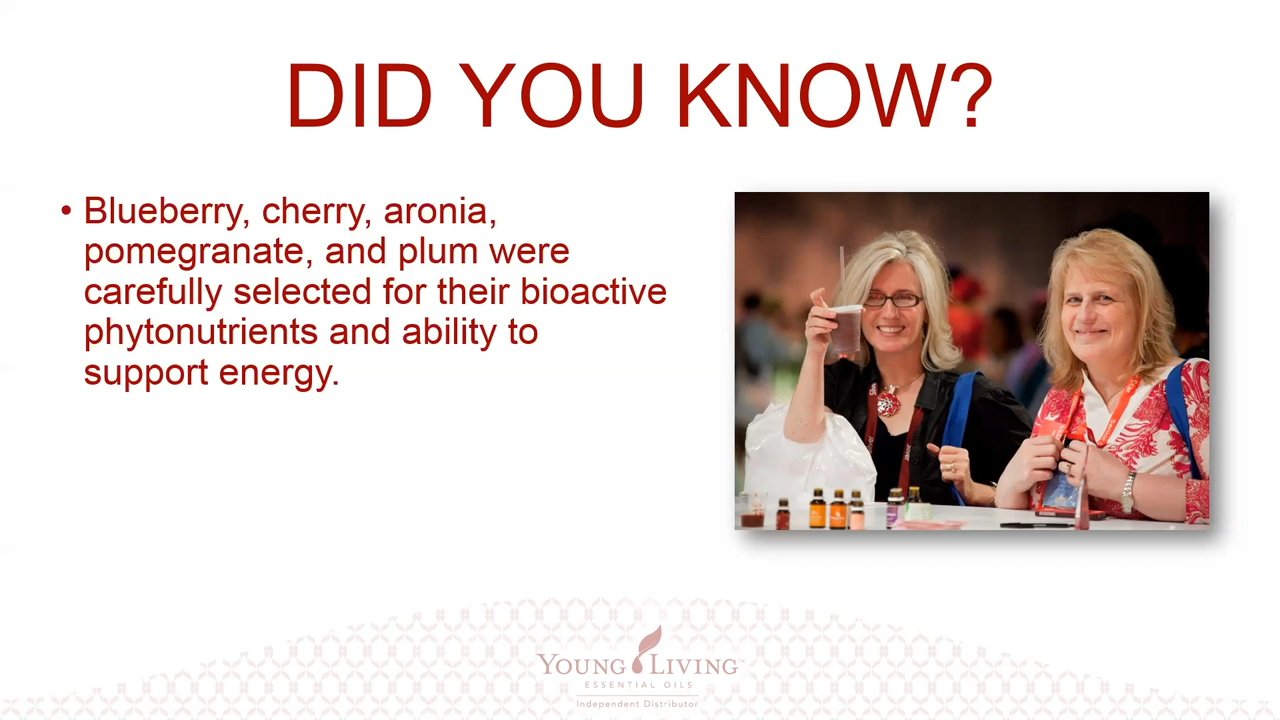 DID YOU KNOW?
• Blueberry, cherry, aronia,
pomegranate, and plum were
carefully selected for their bioactive
phytonutrients and ability to
support energy.
YOUNG LIVING™
ESSENTIAL OILS
Independent Distributor